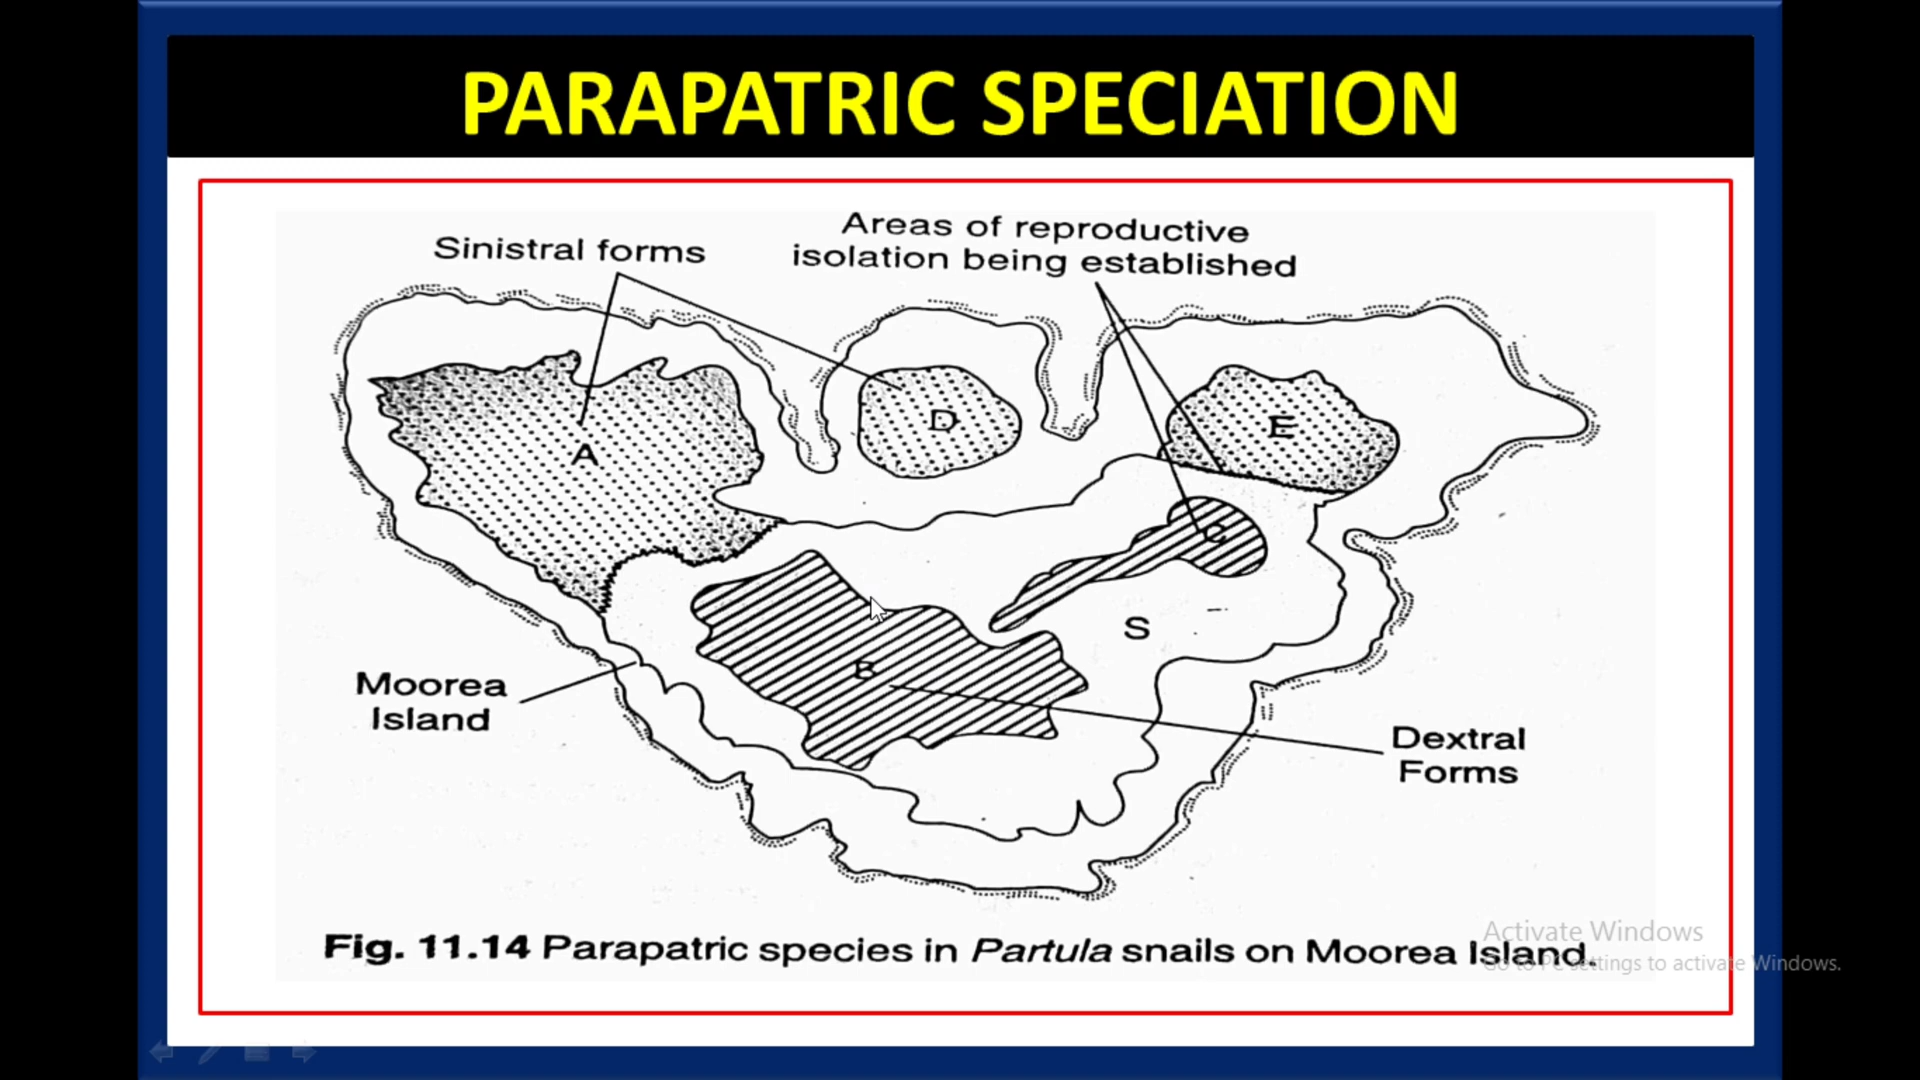 PARAPATRIC SPECIATION
Sinistral forms
Areas of reproductive
isolation being established
A
D
E
C
S
B
Moorea
Island
Dextral
Forms
Fig. 11.14 Parapatric species in Partula snails on Moorea Island.
Activate Windows
Go to PC settings to activate Windows.